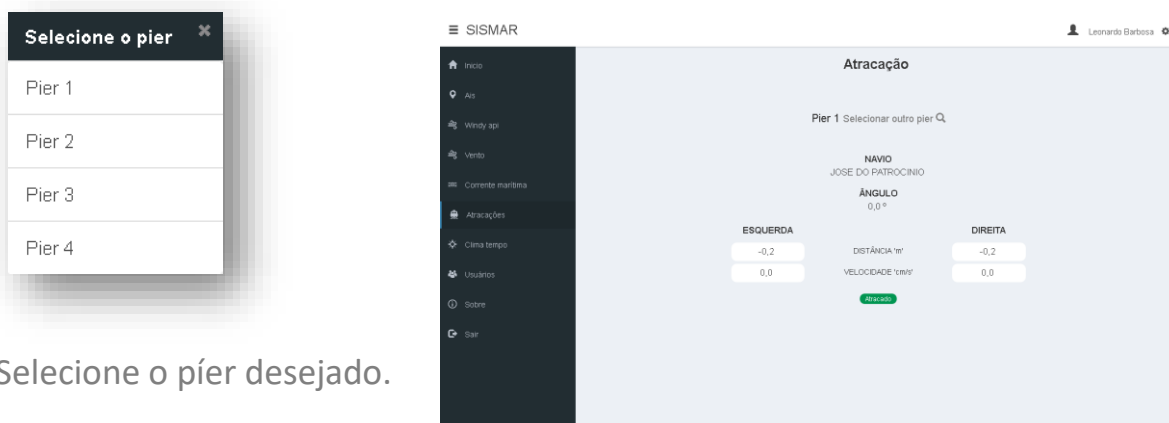 Selecione o pier
Pier 1
Pier 2
Pier 3
Pier 4
Selecione o píer desejado.
SISMAR
Leonardo Barbosa
Inicio
Ais
Windy api
Vento
Corrente marítima
Atracações
Clima tempo
Usuários
Sobre
Sair
Atracação
Pier 1 Selecionar outro pier
NAVIO
JOSE DO PATROCINIO
ÂNGULO
0,0 º
ESQUERDA DIREITA
-0,2 DISTÂNCIA 'm' -0,2
0,0 VELOCIDADE 'cm/s' 0,0
Atracado